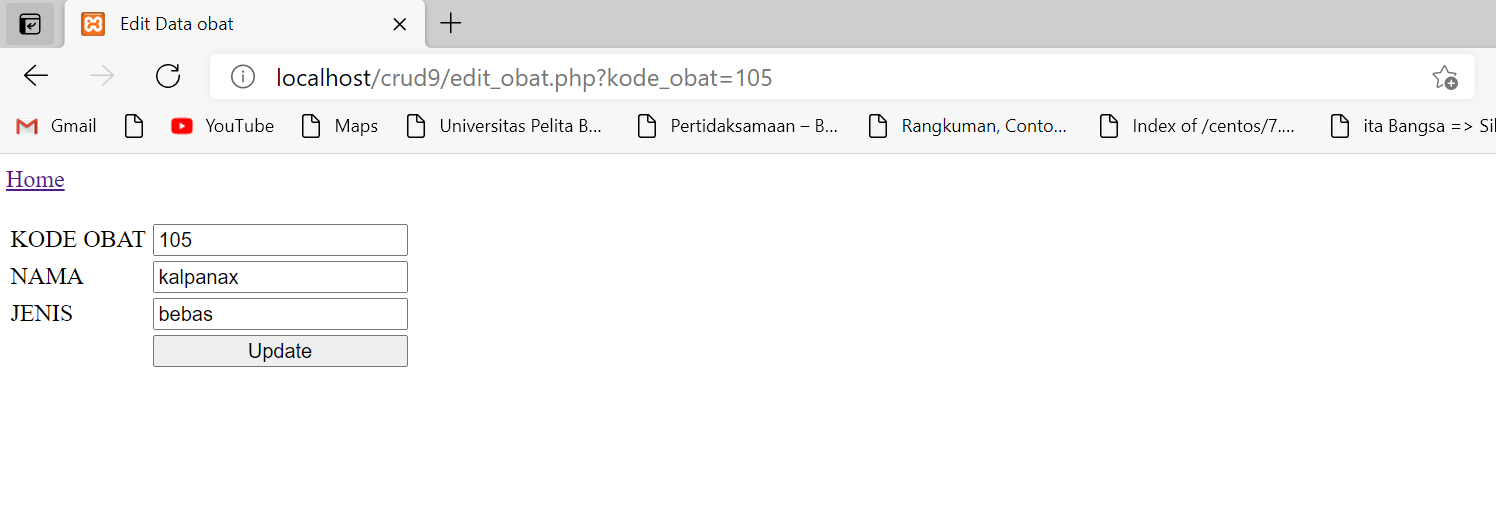 Edit Data obat
localhost/crud9/edit_obat.php?kode_obat=105
Gmail YouTube Maps Universitas Pelita B... Pertidaksamaan – B... Rangkuman, Conto... Index of /centos/7.... ita Bangsa => Sil
Home
KODE OBAT 105
NAMA kalpanax
JENIS bebas
Update